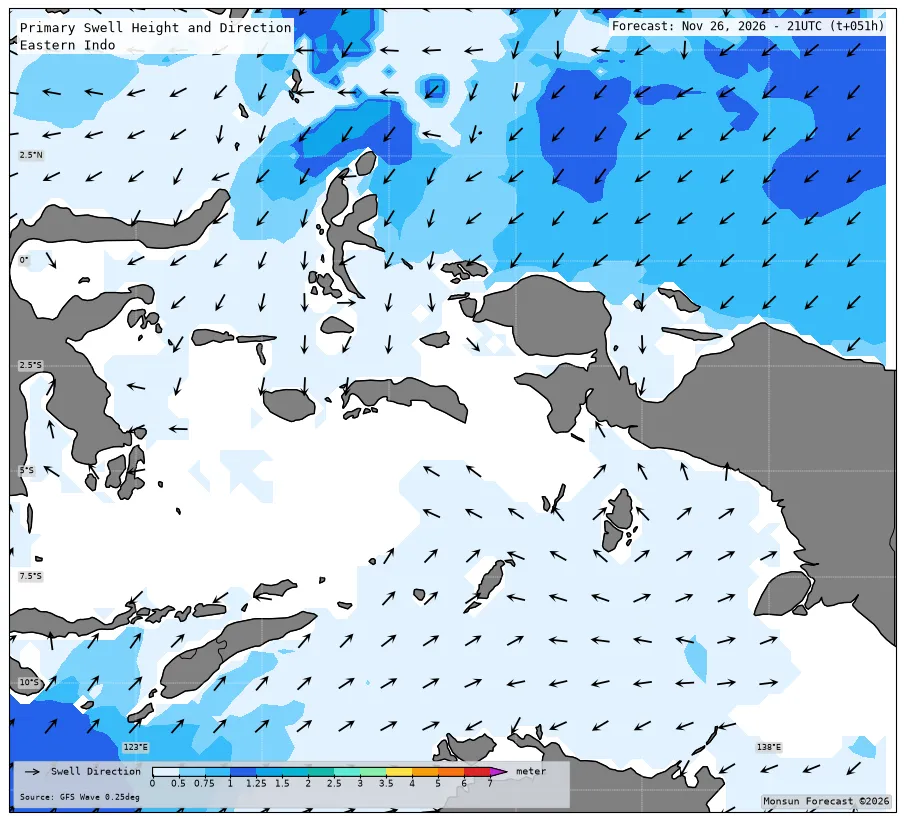 Primary Swell Height and Direction
Eastern Indo
Forecast: Nov 26, 2026 - 21UTC (t+051h)
2.5°N
0°
2.5°S
5°S
7.5°S
10°S
123°E
138°E
Swell Direction
meter
0 0.5 0.75 1 1.25 1.5 2 2.5 3 3.5 4 5 6 7
Source: GFS Wave 0.25deg
Monsun Forecast ©2026